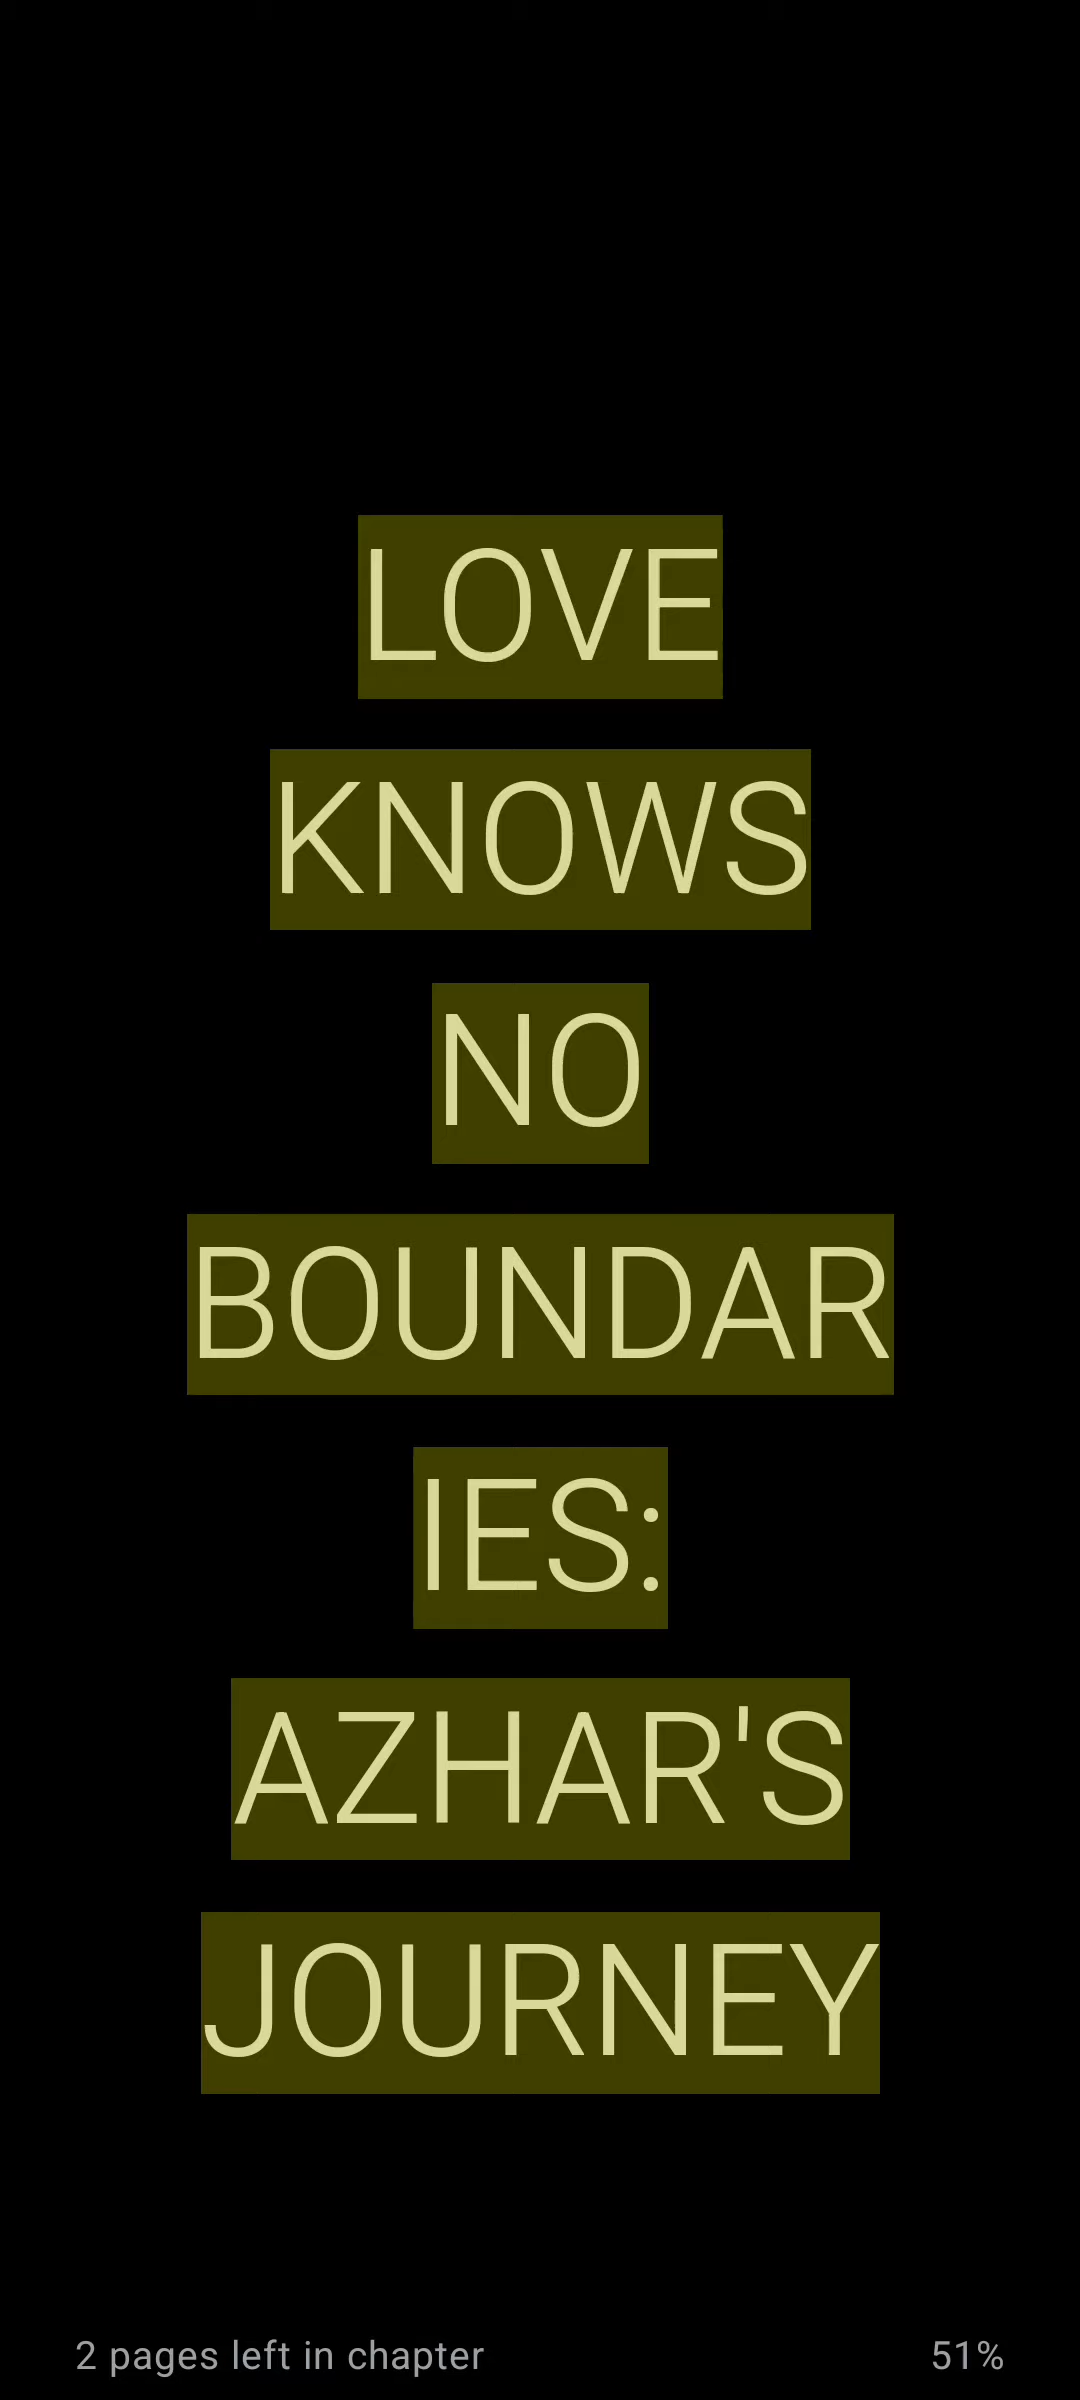 LOVE
KNOWS
NO
BOUNDAR
IES:
AZHAR'S
JOURNEY
2 pages left in chapter 51%